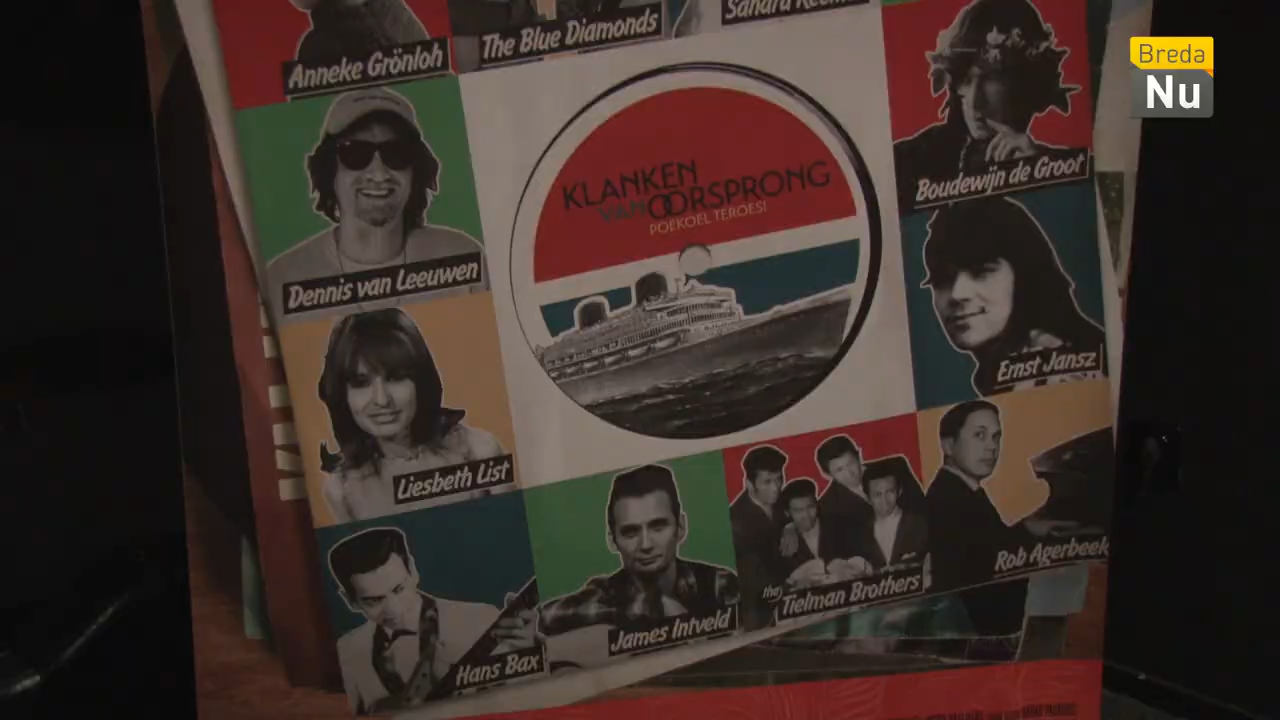 Breda
Nu
Anneke Grönloh
The Blue Diamonds
Sandra
Dennis van Leeuwen
KLANKEN
VAN OORSPRONG
POEKOEL TEROES!
Boudewijn de Groot
Ernst Jansz
Liesbeth List
Hans Bax
James Intveld
the Tielman Brothers
Rob Agerbeek